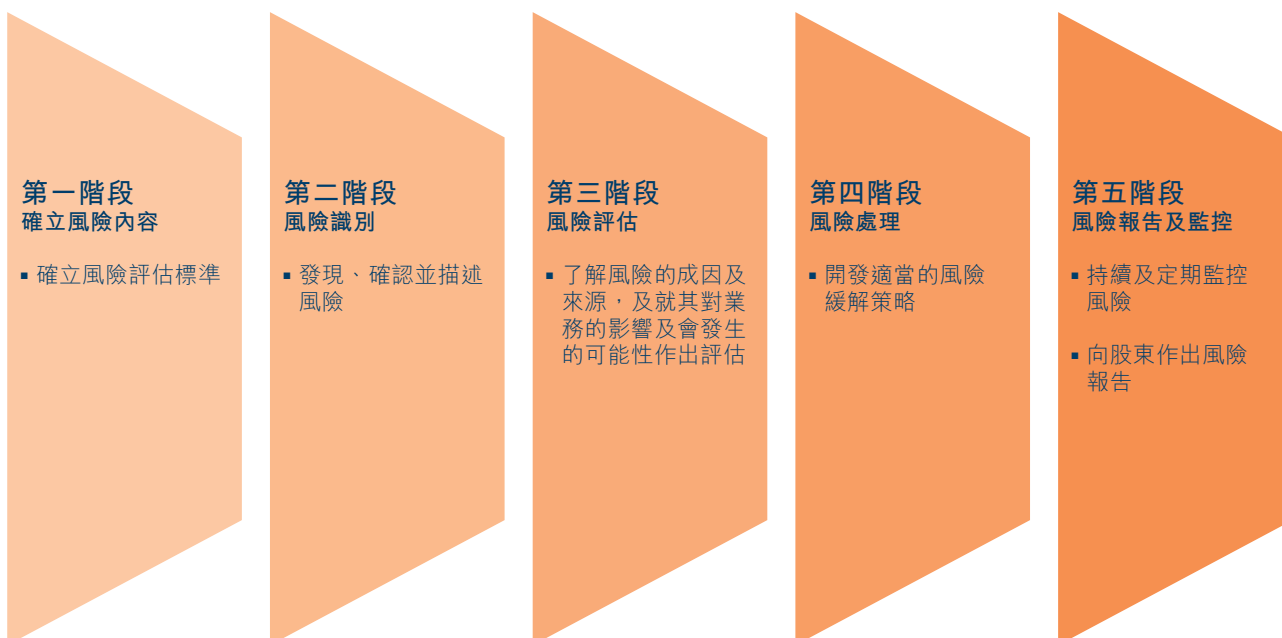 第一階段
確立風險內容
▪ 確立風險評估標準
第二階段
風險識別
▪ 發現、確認並描述
風險
第三階段
風險評估
▪ 了解風險的成因及
來源，及就其對業
務的影響及會發生
的可能性作出評估
第四階段
風險處理
▪ 開發適當的風險
緩解策略
第五階段
風險報告及監控
▪ 持續及定期監控
風險
▪ 向股東作出風險
報告